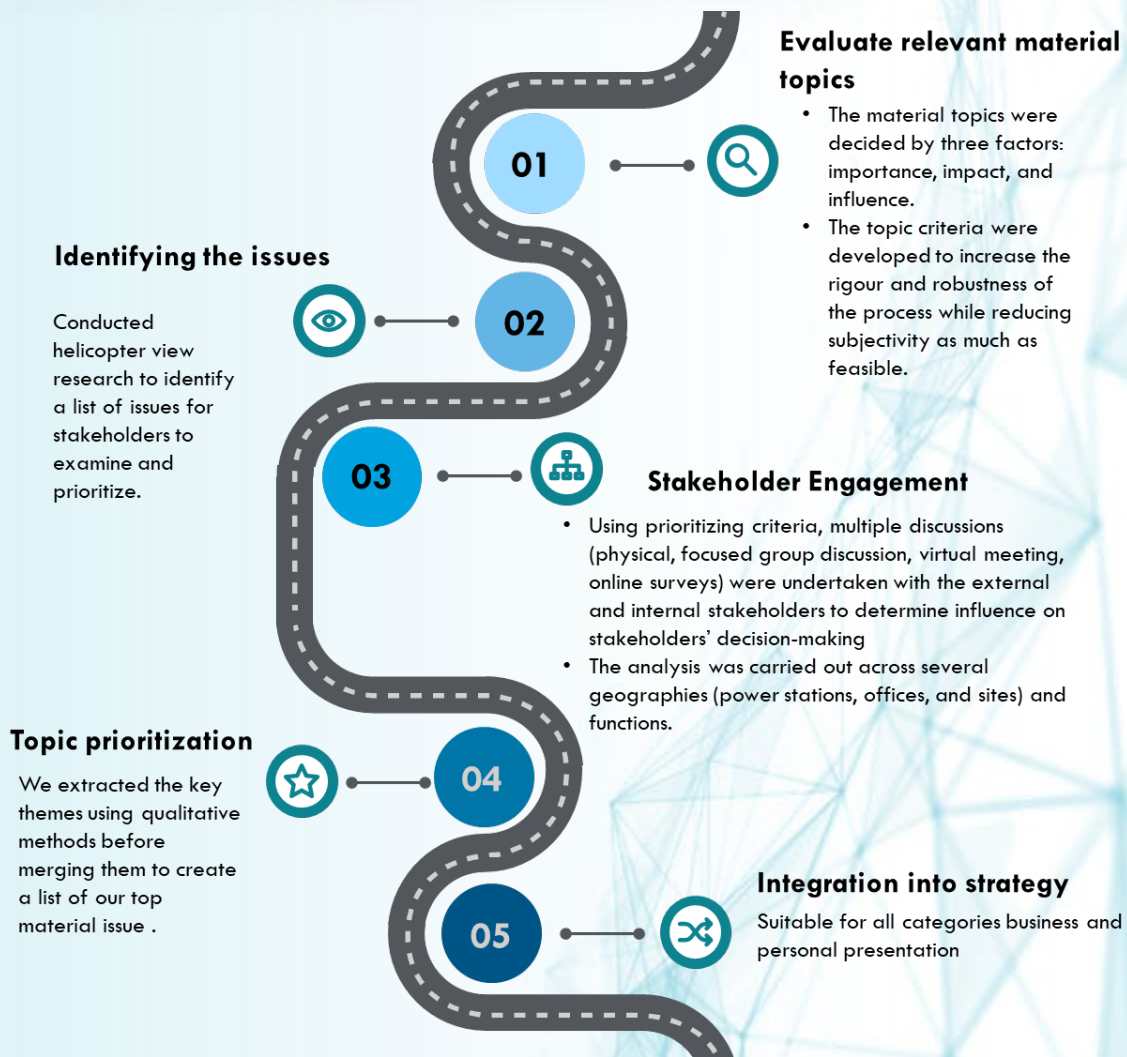 Evaluate relevant material
topics
• The material topics were
decided by three factors:
importance, impact, and
influence.
• The topic criteria were
developed to increase the
rigour and robustness of
the process while reducing
subjectivity as much as
feasible.
01
Identifying the issues
Conducted
helicopter view
research to identify
a list of issues for
stakeholders to
examine and
prioritize.
02
03
Stakeholder Engagement
• Using prioritizing criteria, multiple discussions
(physical, focused group discussion, virtual meeting,
online surveys) were undertaken with the external
and internal stakeholders to determine influence on
stakeholders’ decision-making
• The analysis was carried out across several
geographies (power stations, offices, and sites) and
functions.
Topic prioritization
We extracted the key
themes using qualitative
methods before
merging them to create
a list of our top
material issue .
04
05
Integration into strategy
Suitable for all categories business and
personal presentation